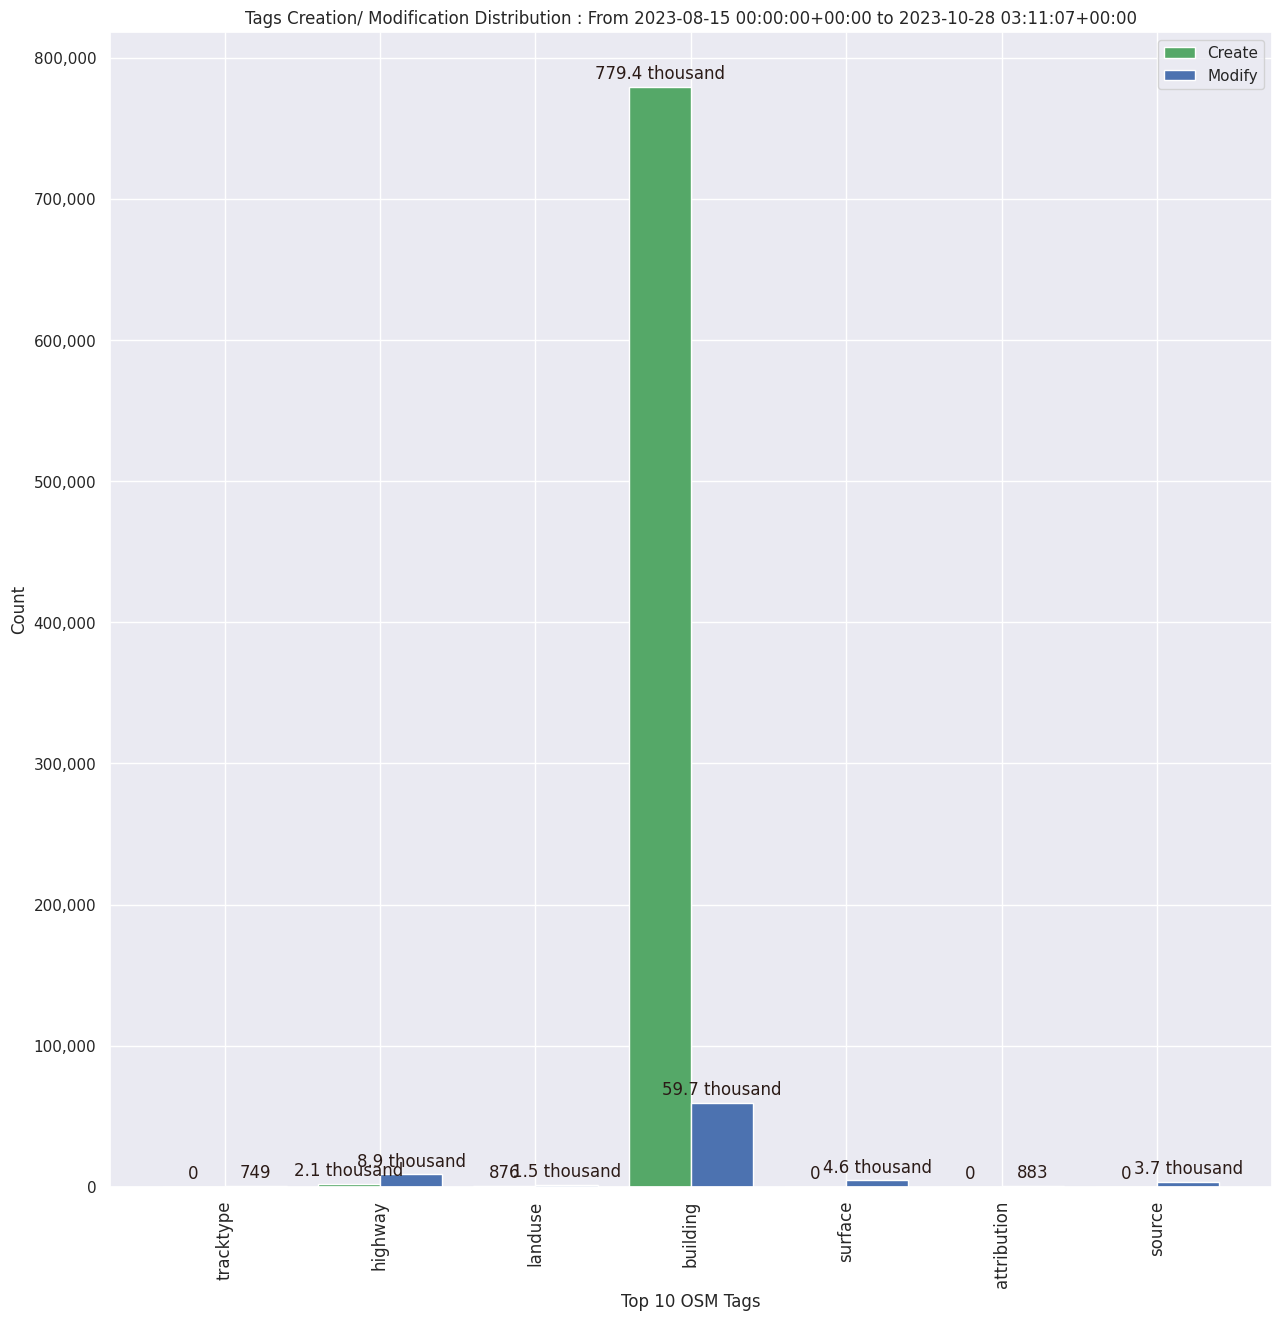 Tags Creation/ Modification Distribution : From 2023-08-15 00:00:00+00:00 to 2023-10-28 03:11:07+00:00
Create
Modify
800,000
700,000
600,000
500,000
400,000
300,000
200,000
100,000
0
Count
0
749
2.1 thousand
8.9 thousand
876
1.5 thousand
779.4 thousand
59.7 thousand
0
4.6 thousand
0
883
0
3.7 thousand
tracktype
highway
landuse
building
surface
attribution
source
Top 10 OSM Tags